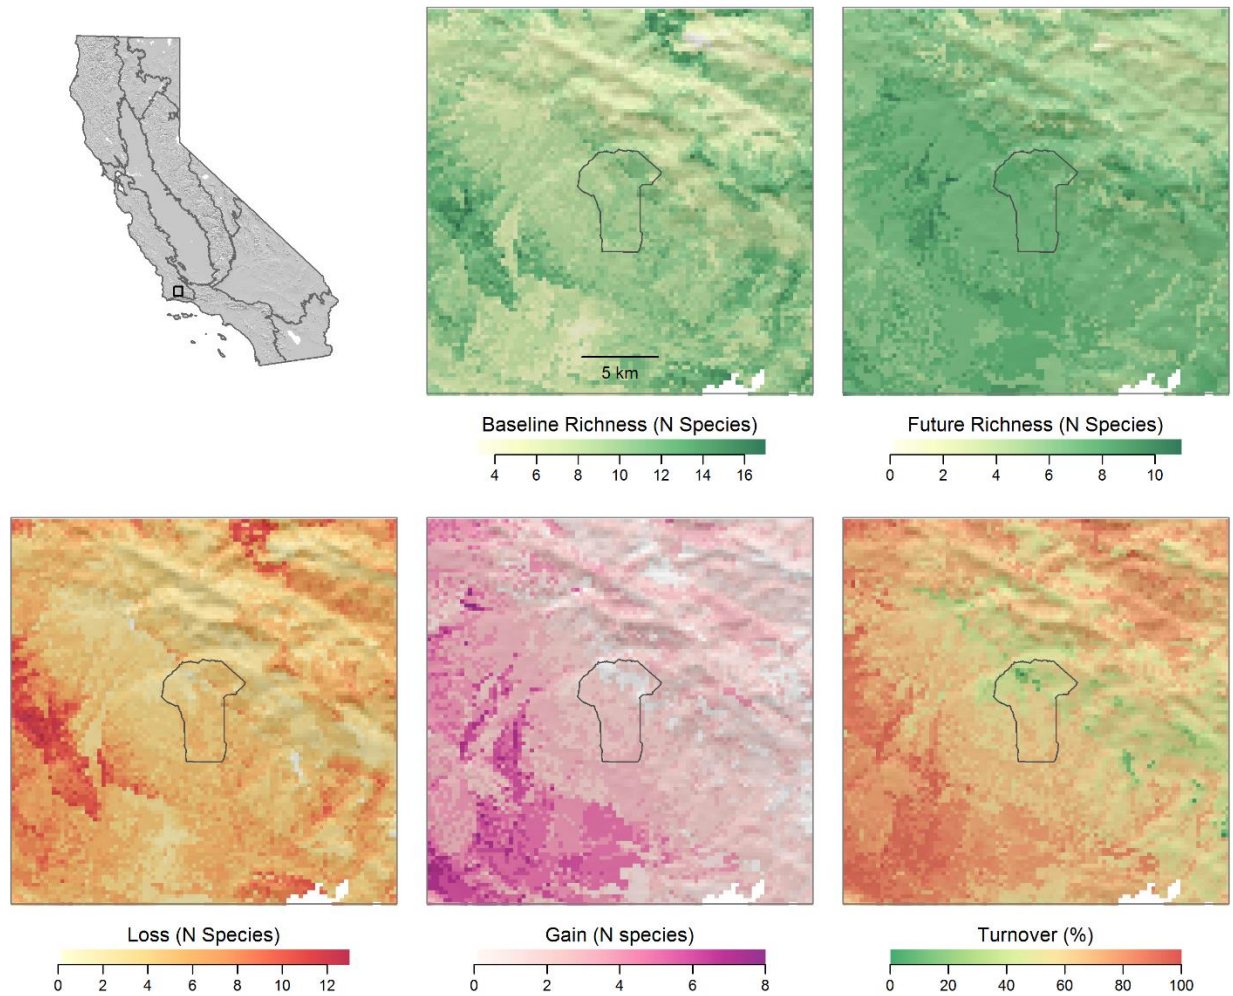 5 km
Baseline Richness (N Species)
4 6 8 10 12 14 16
Future Richness (N Species)
0 2 4 6 8 10
Loss (N Species)
0 2 4 6 8 10 12
Gain (N species)
0 2 4 6 8
Turnover (%)
0 20 40 60 80 100